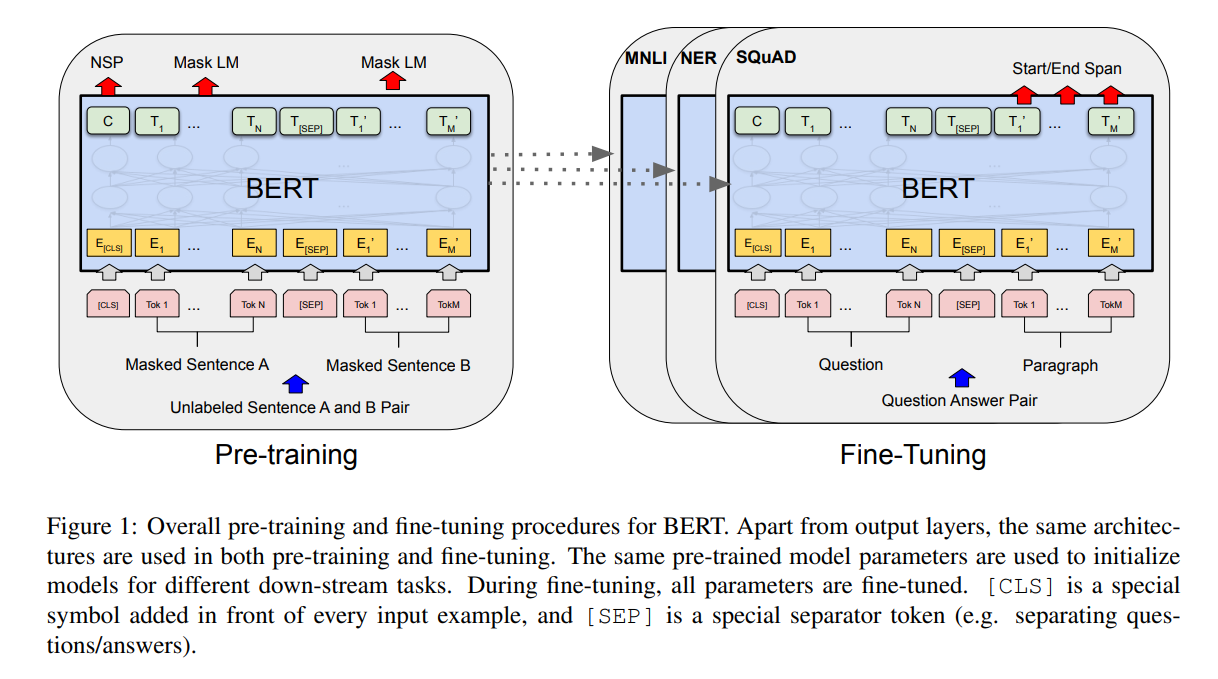 NSP Mask LM Mask LM
C T1 ... TN T[SEP] T1’ ... TM’
...
BERT
...
E[CLS] E1 ... EN E[SEP] E1’ ... EM’
[CLS] Tok 1 ... Tok N [SEP] Tok 1 ... TokM
Masked Sentence A Masked Sentence B
Unlabeled Sentence A and B Pair
Pre-training
MNLI NER SQuAD
Start/End Span
C T1 ... TN T[SEP] T1’ ... TM’
...
BERT
...
E[CLS] E1 ... EN E[SEP] E1’ ... EM’
[CLS] Tok 1 ... Tok N [SEP] Tok 1 ... TokM
Question Paragraph
Question Answer Pair
Fine-Tuning
Figure 1: Overall pre-training and fine-tuning procedures for BERT. Apart from output layers, the same architec-
tures are used in both pre-training and fine-tuning. The same pre-trained model parameters are used to initialize
models for different down-stream tasks. During fine-tuning, all parameters are fine-tuned. [CLS] is a special
symbol added in front of every input example, and [SEP] is a special separator token (e.g. separating ques-
tions/answers).